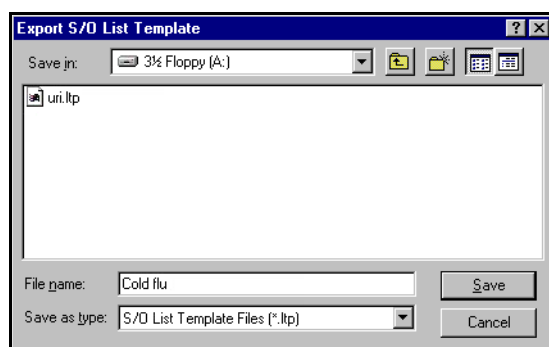 Export S/O List Template
Save in: 3½ Floppy (A:)
uri.ltp
File name: Cold flu Save
Save as type: S/O List Template Files (*.ltp) Cancel